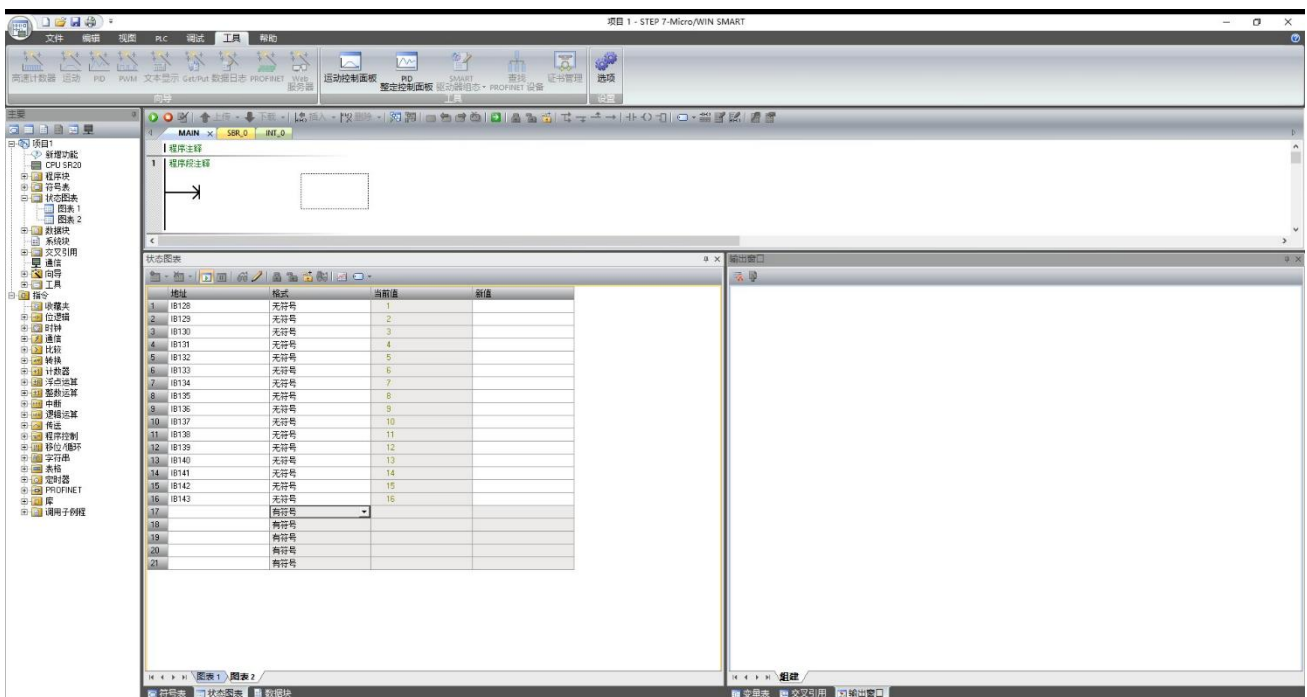 项目 1 - STEP 7-Micro/WIN SMART
文件 编辑 视图 PLC 调试 工具 帮助
高速计数器 运动 PID PWM 文本显示 Get/Put 数据日志 PROFINET Web 服务器 运动控制面板 PID 整定控制面板 SMART 驱动器组态 查找 PROFINET 设备 证书管理 选项
向导 工具 设置
主要
上传 下载 插入 删除
MAIN SBR_0 INT_0
程序注释
1 程序段注释
项目1
新增功能
CPU SR20
程序块
符号表
状态图表
图表 1
图表 2
数据块
系统块
交叉引用
通信
向导
工具
指令
收藏夹
位逻辑
时钟
通信
比较
转换
计数器
浮点运算
整数运算
中断
逻辑运算
传送
程序控制
移位/循环
字符串
表格
定时器
PROFINET
库
调用子例程
状态图表
地址 格式 当前值 新值
1 IB128 无符号 1
2 IB129 无符号 2
3 IB130 无符号 3
4 IB131 无符号 4
5 IB132 无符号 5
6 IB133 无符号 6
7 IB134 无符号 7
8 IB135 无符号 8
9 IB136 无符号 9
10 IB137 无符号 10
11 IB138 无符号 11
12 IB139 无符号 12
13 IB140 无符号 13
14 IB141 无符号 14
15 IB142 无符号 15
16 IB143 无符号 16
17 有符号
18 有符号
19 有符号
20 有符号
21 有符号
图表 1 图表 2
符号表 状态图表 数据块
输出窗口
组建
变量表 交叉引用 输出窗口